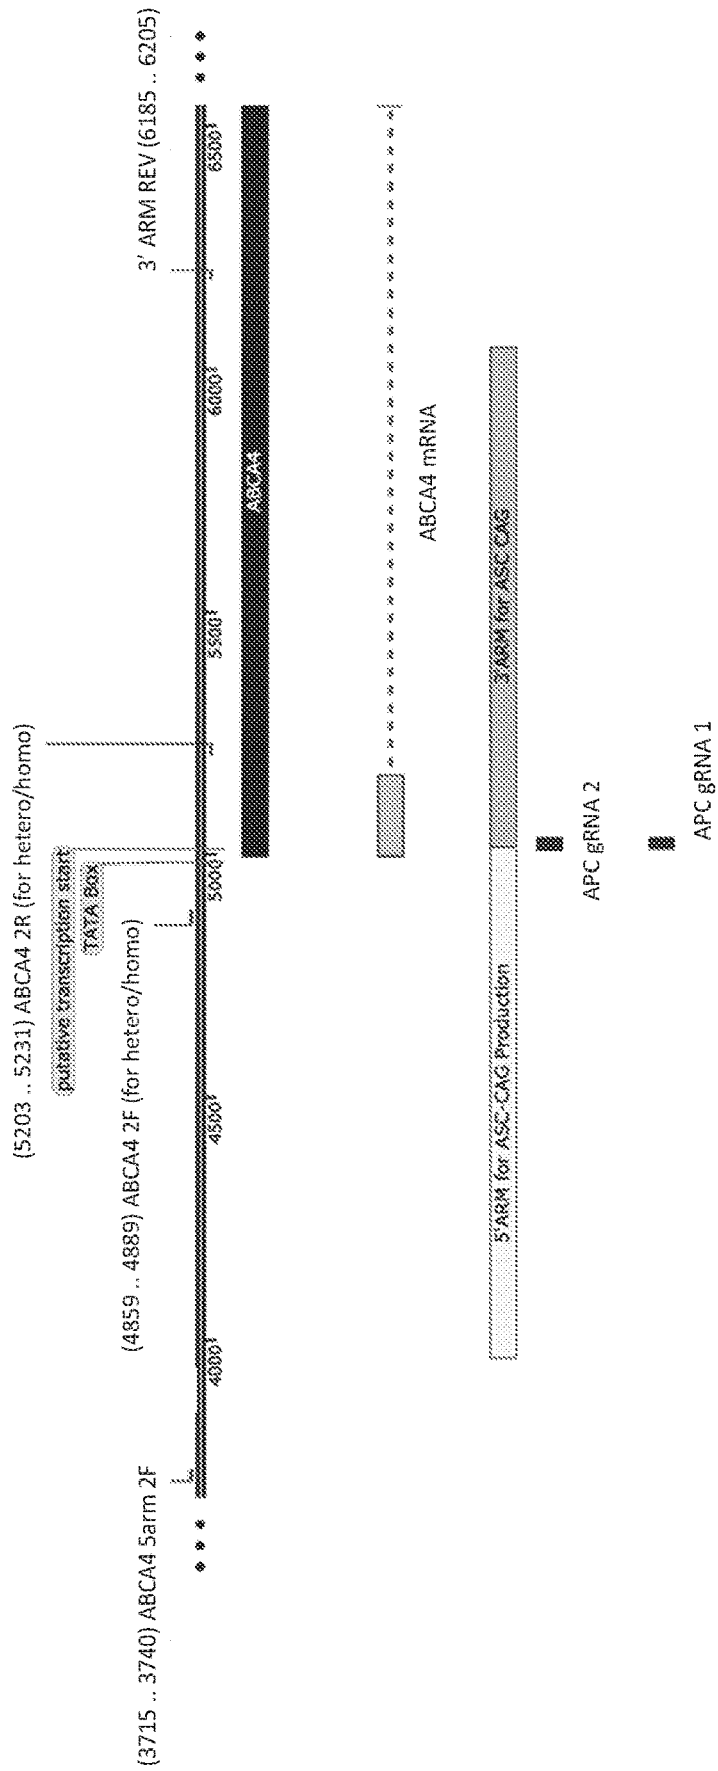 (5203 .. 5231) ABCA4 2R (for hetero/homo)
putative transcription start
TATA Box
(4859 .. 4889) ABCA4 2F (for hetero/homo)
(3715 .. 3740) ABCA4 5arm 2F
3' ARM REV (6185 .. 6205)
4000
4500
5000
5500
6000
6500
ABCA4
ABCA4 mRNA
5'ARM for ASC-CAG Production
3'ARM for ASC CAG
APC gRNA 2
APC gRNA 1